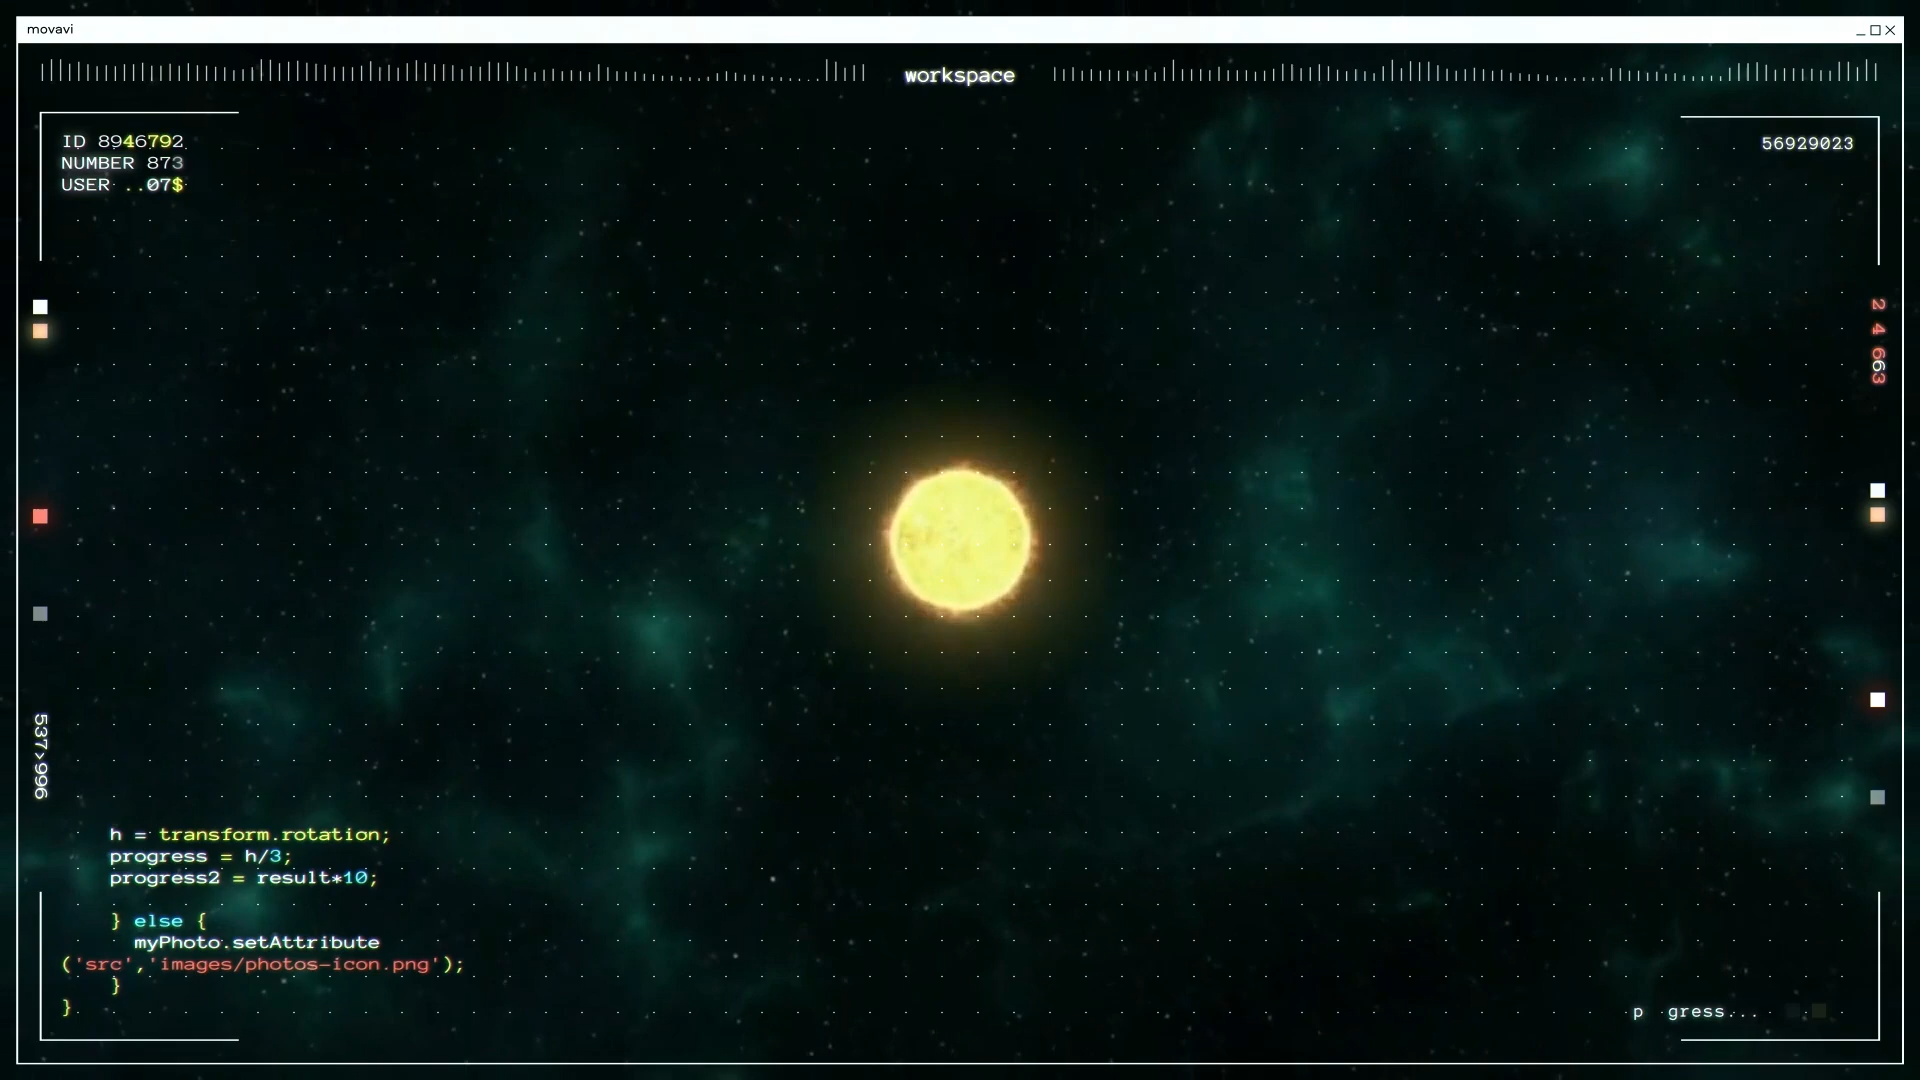 movavi
workspace
ID 8946792
NUMBER 873
USER ..07$
56929023
2 4 663
537>996
h = transform.rotation;
progress = h/3;
progress2 = result*10;
} else {
myPhoto.setAttribute
('src','images/photos-icon.png');
}
}
p gress...